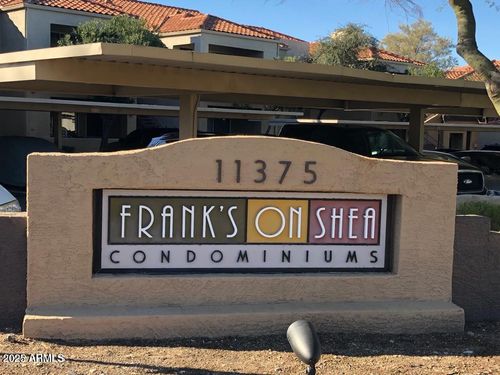 11375
FRANK'S ON SHEA
CONDOMINIUMS
2025 ARMLS